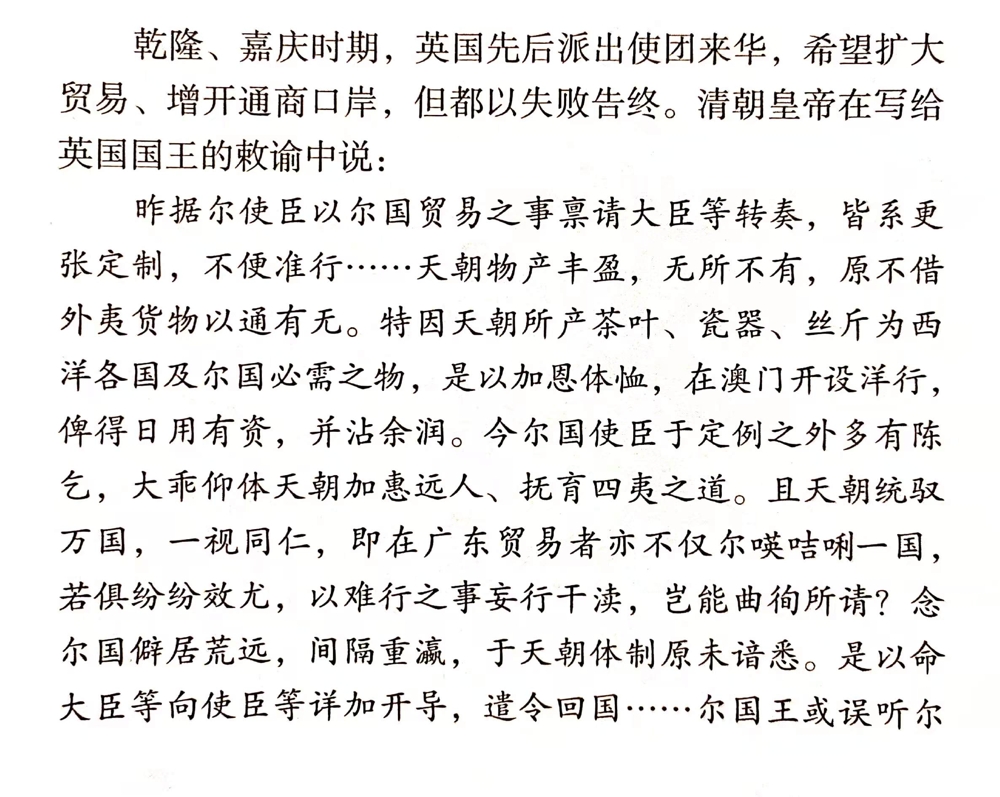 乾隆、嘉庆时期，英国先后派出使团来华，希望扩大
贸易、增开通商口岸，但都以失败告终。清朝皇帝在写给
英国国王的敕谕中说：
昨据尔使臣以尔国贸易之事禀请大臣等转奏，皆系更
张定制，不便准行……天朝物产丰盈，无所不有，原不借
外夷货物以通有无。特因天朝所产茶叶、瓷器、丝斤为西
洋各国及尔国必需之物，是以加恩体恤，在澳门开设洋行，
俾得日用有资，并沾余润。今尔国使臣于定例之外多有陈
乞，大乖仰体天朝加惠远人、抚育四夷之道。且天朝统驭
万国，一视同仁，即在广东贸易者亦不仅尔㗲咭唎一国，
若俱纷纷效尤，以难行之事妄行干渎，岂能曲徇所请？念
尔国僻居荒远，间隔重瀛，于天朝体制原未谙悉。是以命
大臣等向使臣等详加开导，遣令回国……尔国王或误听尔